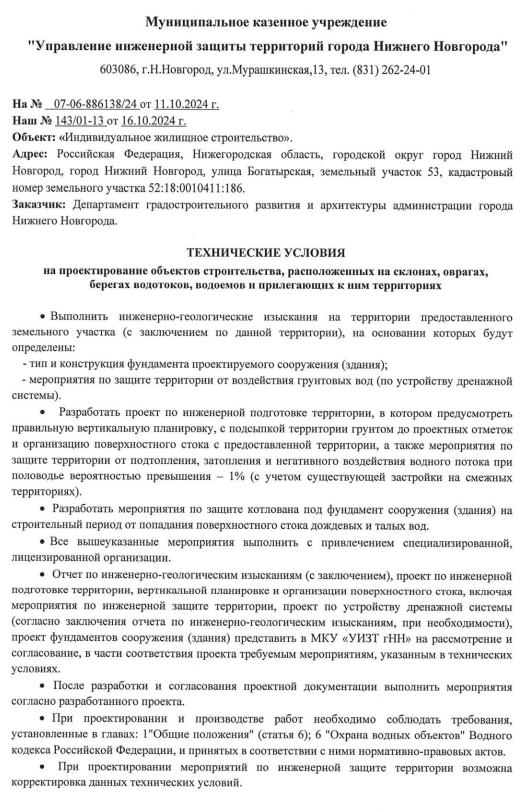 Муниципальное казенное учреждение
"Управление инженерной защиты территорий города Нижнего Новгорода"
603086, г.Н.Новгород, ул.Мурашкинская,13, тел. (831) 262-24-01
На № 07-06-886138/24 от 11.10.2024 г.
Наш № 143/01-13 от 16.10.2024 г.
Объект: «Индивидуальное жилищное строительство».
Адрес: Российская Федерация, Нижегородская область, городской округ город Нижний
Новгород, город Нижний Новгород, улица Богатырская, земельный участок 53, кадастровый
номер земельного участка 52:18:0010411:186.
Заказчик: Департамент градостроительного развития и архитектуры администрации города
Нижнего Новгорода.
ТЕХНИЧЕСКИЕ УСЛОВИЯ
на проектирование объектов строительства, расположенных на склонах, оврагах,
берегах водотоков, водоемов и прилегающих к ним территориях
• Выполнить инженерно-геологические изыскания на территории предоставленного
земельного участка (с заключением по данной территории), на основании которых будут
определены:
- тип и конструкция фундамента проектируемого сооружения (здания);
- мероприятия по защите территории от воздействия грунтовых вод (по устройству дренажной
системы).
• Разработать проект по инженерной подготовке территории, в котором предусмотреть
правильную вертикальную планировку, с подсыпкой территории грунтом до проектных отметок
и организацию поверхностного стока с предоставленной территории, а также мероприятия по
защите территории от подтопления, затопления и негативного воздействия водного потока при
половодье вероятностью превышения – 1% (с учетом существующей застройки на смежных
территориях).
• Разработать мероприятия по защите котлована под фундамент сооружения (здания) на
строительный период от попадания поверхностного стока дождевых и талых вод.
• Все вышеуказанные мероприятия выполнить с привлечением специализированной,
лицензированной организации.
• Отчет по инженерно-геологическим изысканиям (с заключением), проект по инженерной
подготовке территории, вертикальной планировке и организации поверхностного стока, включая
мероприятия по инженерной защите территории, проект по устройству дренажной системы
(согласно заключения отчета по инженерно-геологическим изысканиям, при необходимости),
проект фундаментов сооружения (здания) представить в МКУ «УИЗТ гНН» на рассмотрение и
согласование, в части соответствия проекта требуемым мероприятиям, указанным в технических
условиях.
• После разработки и согласования проектной документации выполнить мероприятия
согласно разработанного проекта.
• При проектировании и производстве работ необходимо соблюдать требования,
установленные в главах: 1"Общие положения" (статья 6); 6 "Охрана водных объектов" Водного
кодекса Российской Федерации, и принятых в соответствии с ними нормативно-правовых актов.
• При проектировании мероприятий по инженерной защите территории возможна
корректировка данных технических условий.